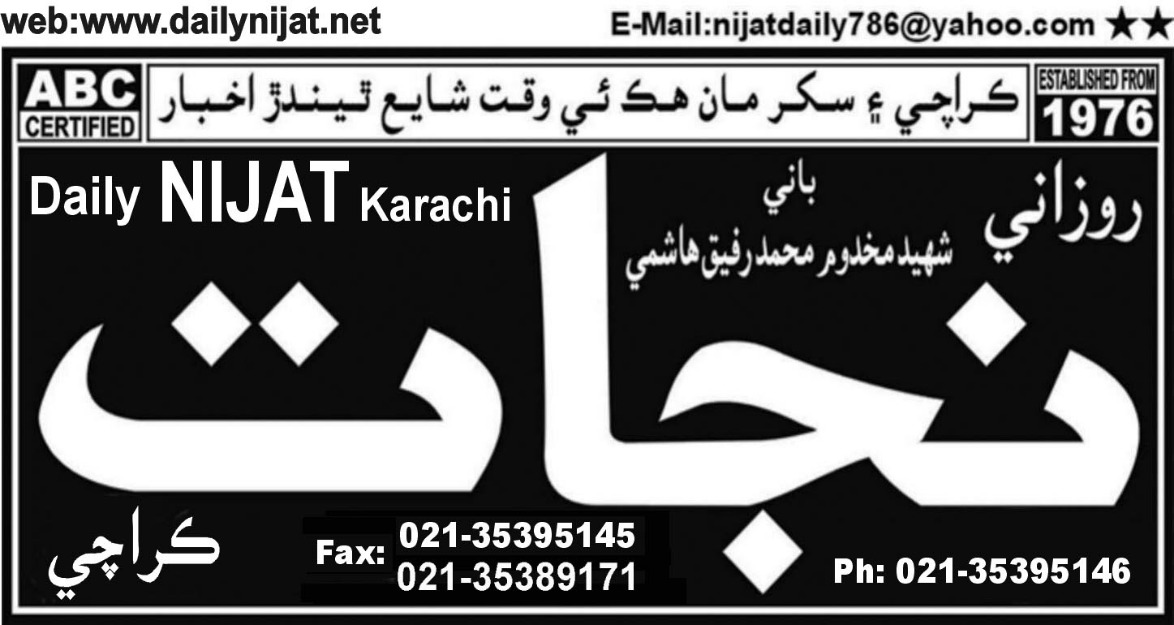 web:www.dailynijat.net
E-Mail:nijatdaily786@yahoo.com ★★
ABC
CERTIFIED
ڪراچي ۽ سکر مان هڪ ئي وقت شايع ٿيندڙ اخبار
ESTABLISHED FROM
1976
Daily NIJAT Karachi
روزاني
باني
شهيد مخدوم محمد رفيق هاشمي
نجات
ڪراچي
Fax: 021-35395145
021-35389171
Ph: 021-35395146